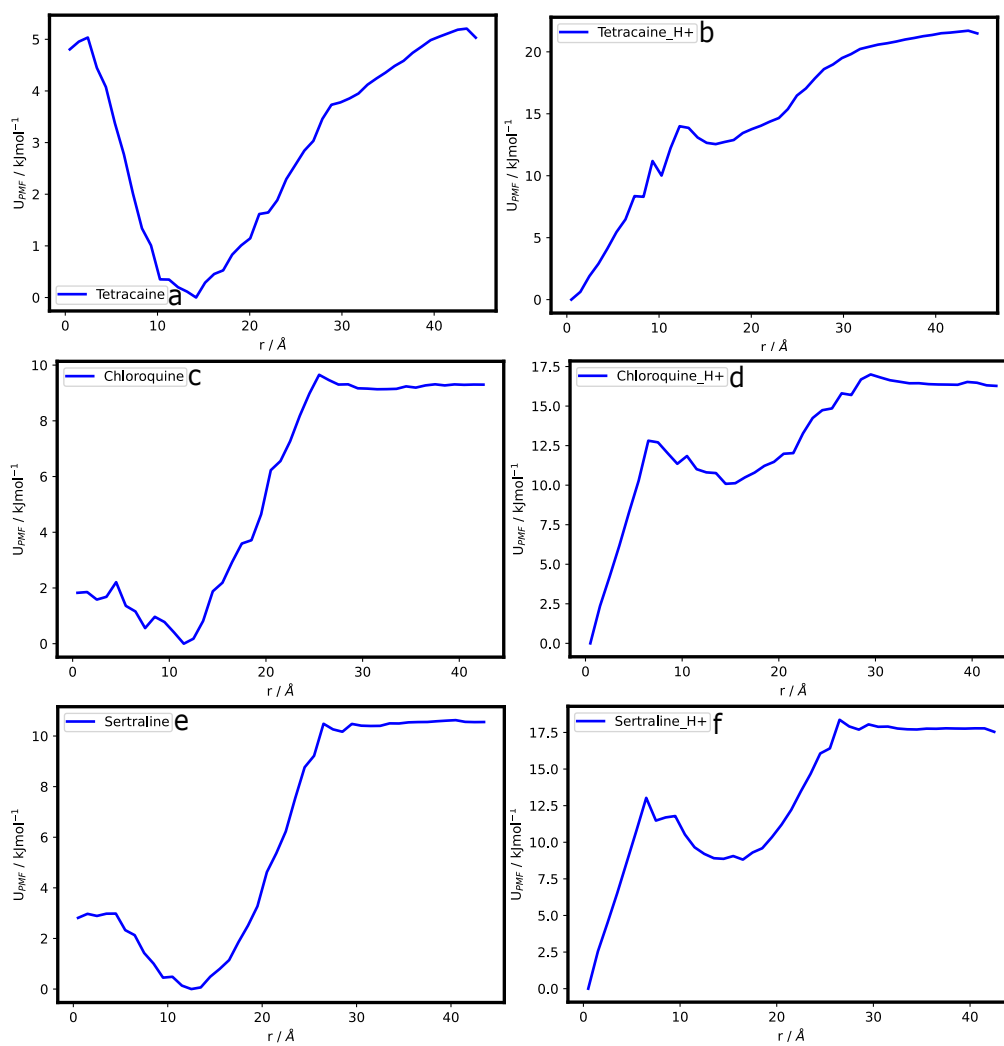 U_PMF / kJmol⁻¹
5
4
3
2
1
0
Tetracaine a
0 10 20 30 40
r / Å
U_PMF / kJmol⁻¹
Tetracaine_H+ b
20
15
10
5
0
0 10 20 30 40
r / Å
U_PMF / kJmol⁻¹
Chloroquine c
10
8
6
4
2
0
0 10 20 30 40
r / Å
U_PMF / kJmol⁻¹
Chloroquine_H+ d
17.5
15.0
12.5
10.0
7.5
5.0
2.5
0.0
0 10 20 30 40
r / Å
U_PMF / kJmol⁻¹
Sertraline e
10
8
6
4
2
0
0 10 20 30 40
r / Å
U_PMF / kJmol⁻¹
Sertraline_H+ f
17.5
15.0
12.5
10.0
7.5
5.0
2.5
0.0
0 10 20 30 40
r / Å